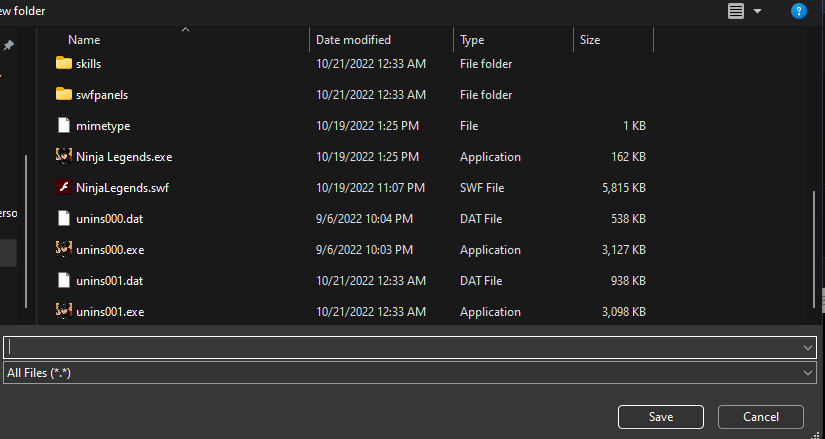 ew folder
Name Date modified Type Size
skills 10/21/2022 12:33 AM File folder
swfpanels 10/21/2022 12:33 AM File folder
mimetype 10/19/2022 1:25 PM File 1 KB
Ninja Legends.exe 10/19/2022 1:25 PM Application 162 KB
NinjaLegends.swf 10/19/2022 11:07 PM SWF File 5,815 KB
erso
unins000.dat 9/6/2022 10:04 PM DAT File 538 KB
unins000.exe 9/6/2022 10:03 PM Application 3,127 KB
unins001.dat 10/21/2022 12:33 AM DAT File 938 KB
unins001.exe 10/21/2022 12:33 AM Application 3,098 KB
All Files (*.*)
Save Cancel